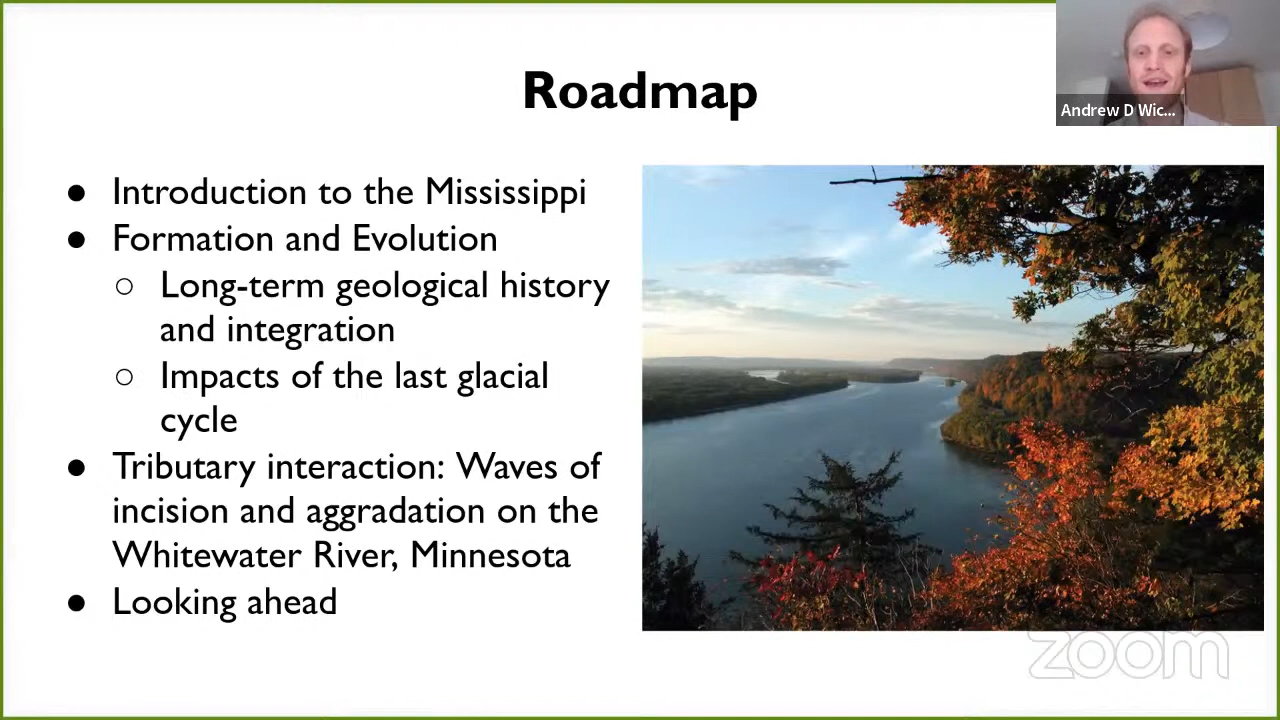 Roadmap
Andrew D Wic...
● Introduction to the Mississippi
● Formation and Evolution
○ Long-term geological history
and integration
○ Impacts of the last glacial
cycle
● Tributary interaction: Waves of
incision and aggradation on the
Whitewater River, Minnesota
● Looking ahead
zoom